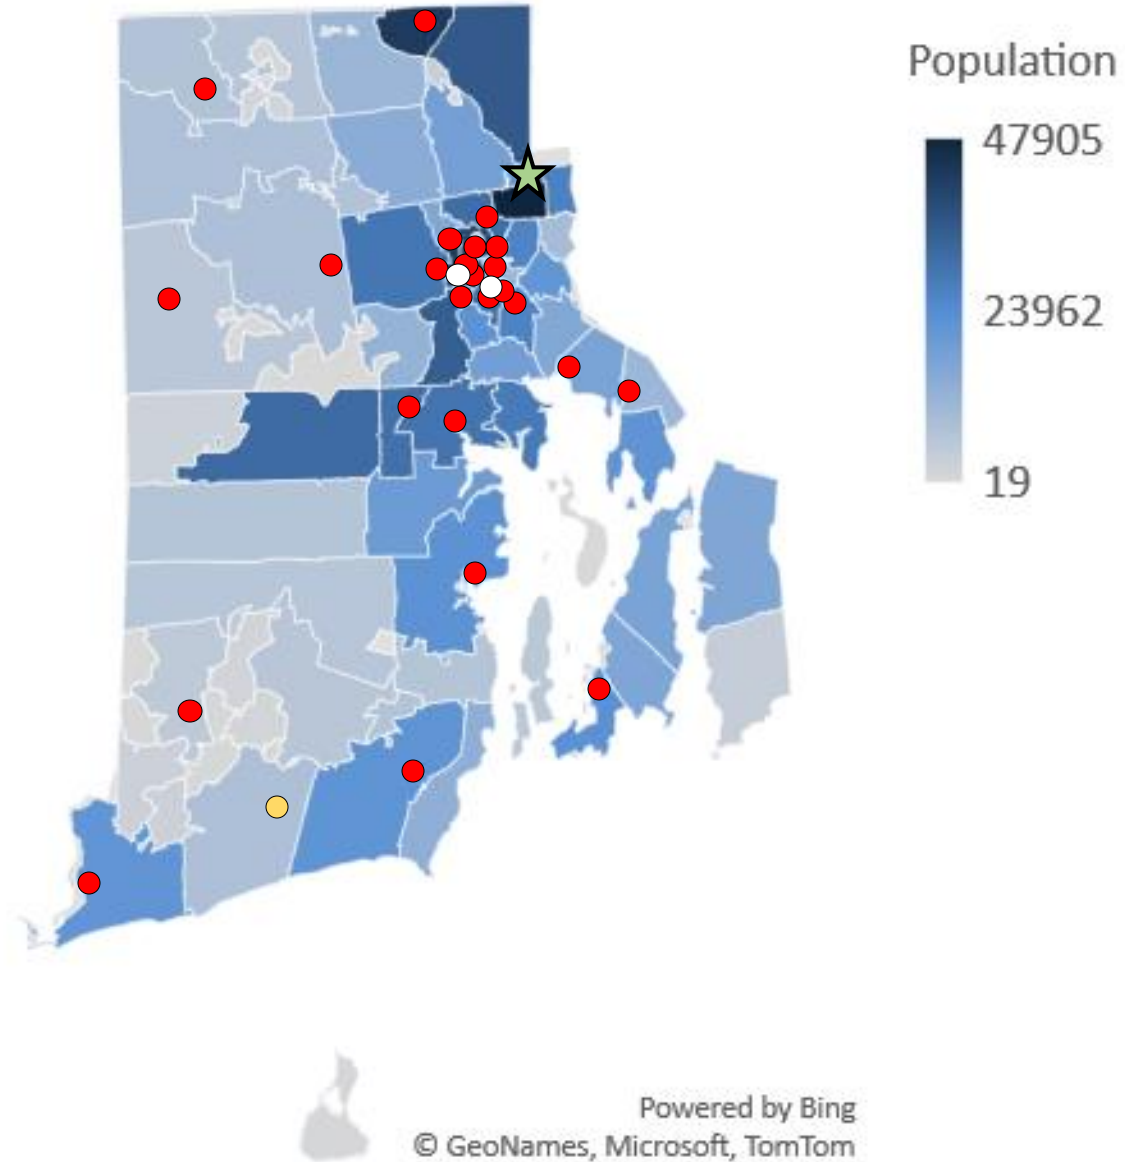 Population
47905
23962
19
Powered by Bing
© GeoNames, Microsoft, TomTom